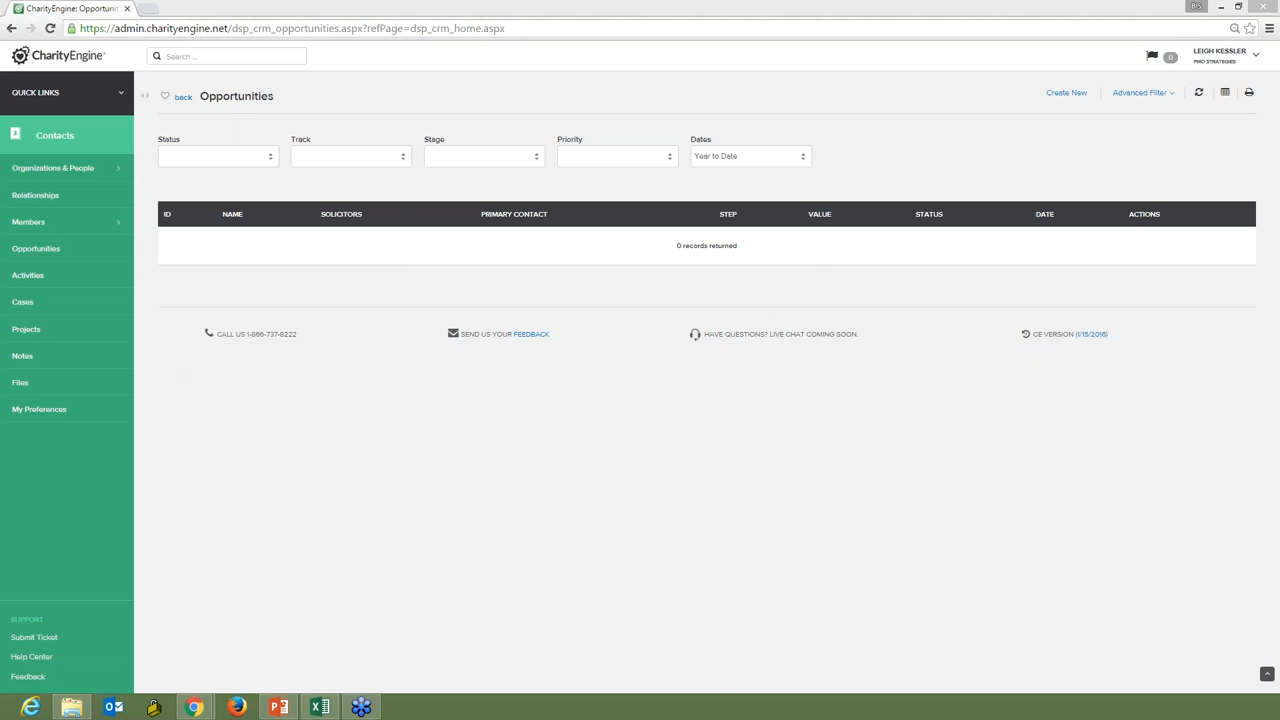 CharityEngine: Opportunit
BIS
https://admin.charityengine.net/dsp_crm_opportunities.aspx?refPage=dsp_crm_home.aspx
CharityEngine
Search ...
0
LEIGH KESSLER
PMO STRATEGIES
QUICK LINKS
back
Opportunities
Create New
Advanced Filter
Contacts
Status
Track
Stage
Priority
Dates
Year to Date
Organizations & People
Relationships
Members
Opportunities
Activities
Cases
Projects
Notes
Files
My Preferences
ID NAME SOLICITORS PRIMARY CONTACT STEP VALUE STATUS DATE ACTIONS
0 records returned
CALL US 1-866-737-8222
SEND US YOUR FEEDBACK
HAVE QUESTIONS? LIVE CHAT COMING SOON.
CE VERSION (1/15/2016)
SUPPORT
Submit Ticket
Help Center
Feedback